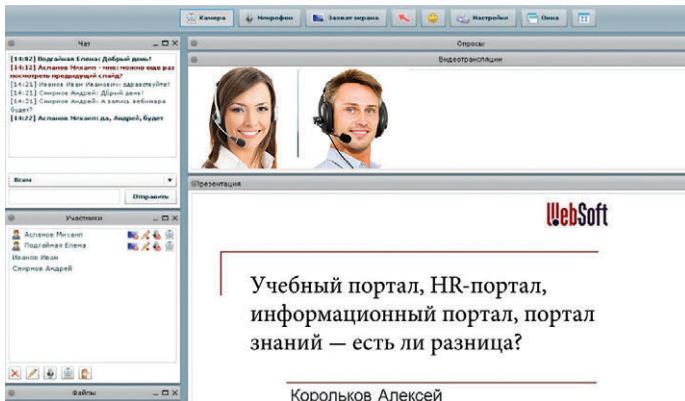 Камера Микрофон Захват экрана Настройки Окна
Чат
[14:02] Подгайная Елена: Добрый день!
[14:12] Асланов Михаил - мне: можно еще раз
посмотреть предыдущий слайд?
[14:21] Иванов Иван Иванович: здравствуйте!
[14:21] Смирнов Андрей: Дбрый день!
[14:21] Смирнов Андрей: А запись вебинара
будет?
[14:22] Асланов Михаил: да, Андрей, будет
Всем
Отправить
Участники
Асланов Михаил
Подгайная Елена
Иванов Иван
Смирнов Андрей
Файлы
Опросы
Видеотрансляции
Презентация
WebSoft
Учебный портал, HR-портал,
информационный портал, портал
знаний — есть ли разница?
Корольков Алексей